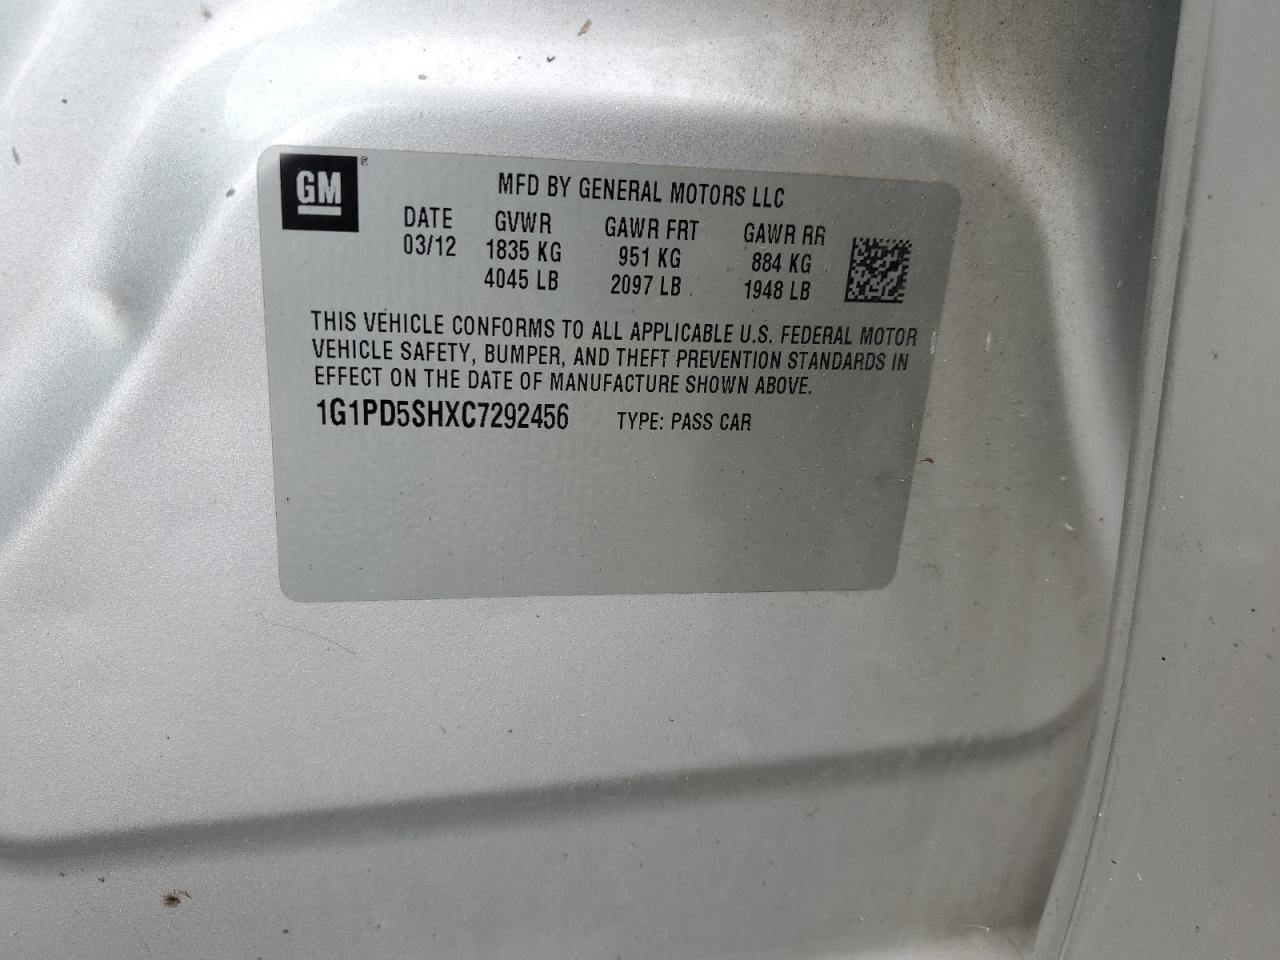 GM ®
MFD BY GENERAL MOTORS LLC
DATE GVWR GAWR FRT GAWR RR
03/12 1835 KG 951 KG 884 KG
4045 LB 2097 LB 1948 LB
THIS VEHICLE CONFORMS TO ALL APPLICABLE U.S. FEDERAL MOTOR
VEHICLE SAFETY, BUMPER, AND THEFT PREVENTION STANDARDS IN
EFFECT ON THE DATE OF MANUFACTURE SHOWN ABOVE.
1G1PD5SHXC7292456 TYPE: PASS CAR